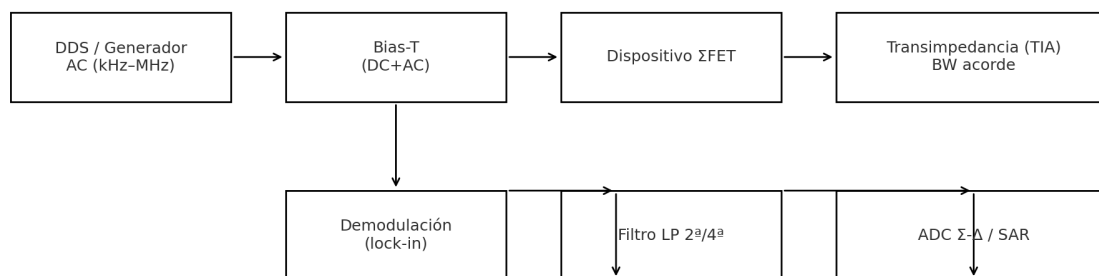 DDS / Generador
AC (kHz–MHz)
Bias-T
(DC+AC)
Dispositivo ΣFET
Transimpedancia (TIA)
BW acorde
Demodulación
(lock-in)
Filtro LP 2ª/4ª
ADC Σ-Δ / SAR